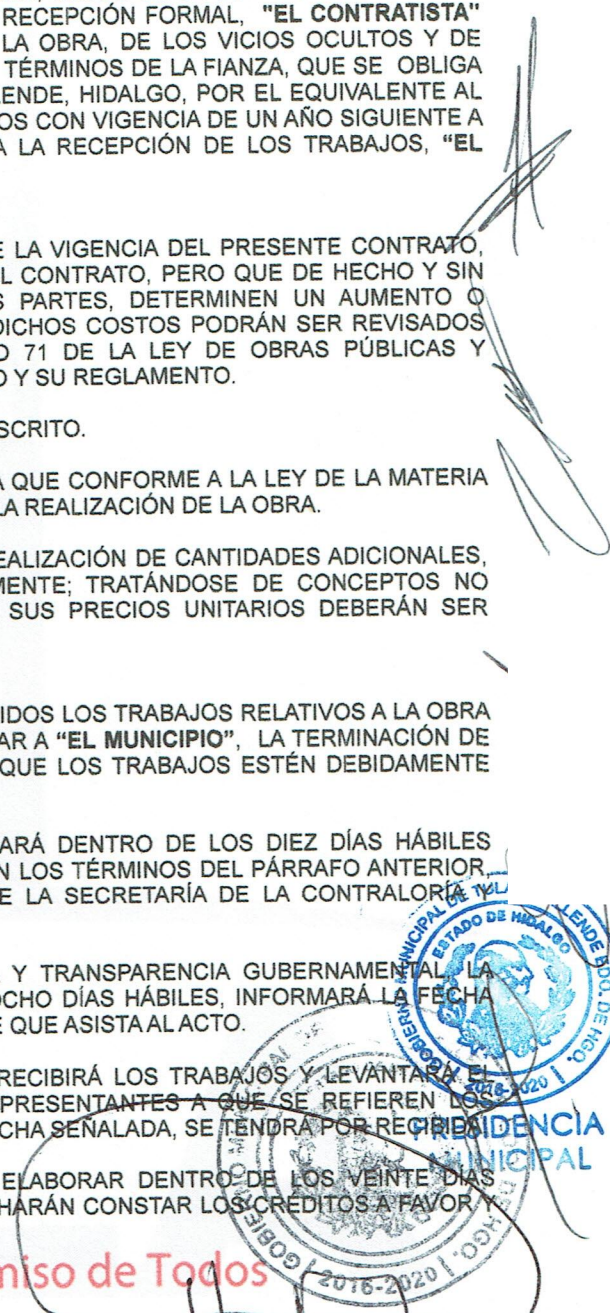 RECEPCIÓN FORMAL, "EL CONTRATISTA"
LA OBRA, DE LOS VICIOS OCULTOS Y DE
TÉRMINOS DE LA FIANZA, QUE SE OBLIGA
ENDE, HIDALGO, POR EL EQUIVALENTE AL
OS CON VIGENCIA DE UN AÑO SIGUIENTE A
A LA RECEPCIÓN DE LOS TRABAJOS, "EL
E LA VIGENCIA DEL PRESENTE CONTRATO,
L CONTRATO, PERO QUE DE HECHO Y SIN
S PARTES, DETERMINEN UN AUMENTO O
DICHOS COSTOS PODRÁN SER REVISADOS
O 71 DE LA LEY DE OBRAS PÚBLICAS Y
O Y SU REGLAMENTO.
SCRITO.
A QUE CONFORME A LA LEY DE LA MATERIA
LA REALIZACIÓN DE LA OBRA.
EALIZACIÓN DE CANTIDADES ADICIONALES,
MENTE; TRATÁNDOSE DE CONCEPTOS NO
SUS PRECIOS UNITARIOS DEBERÁN SER
IDOS LOS TRABAJOS RELATIVOS A LA OBRA
AR A "EL MUNICIPIO", LA TERMINACIÓN DE
QUE LOS TRABAJOS ESTÉN DEBIDAMENTE
ARÁ DENTRO DE LOS DIEZ DÍAS HÁBILES
N LOS TÉRMINOS DEL PÁRRAFO ANTERIOR,
E LA SECRETARÍA DE LA CONTRALORÍA Y
Y TRANSPARENCIA GUBERNAMENTAL, LA
OCHO DÍAS HÁBILES, INFORMARÁ LA FECHA
E QUE ASISTA AL ACTO.
RECIBIRÁ LOS TRABAJOS Y LEVANTARÁ EL
PRESENTANTES A QUE SE REFIEREN LOS
CHA SEÑALADA, SE TENDRÁ POR RECIBIDA
ELABORAR DENTRO DE LOS VEINTE DÍAS
HARÁN CONSTAR LOS CRÉDITOS A FAVOR Y
miso de Todos
ESTADO DE HIDALGO
2016-2020
PRESIDENCIA
MUNICIPAL
GOBIERNO
DE HGO.
2016-2020